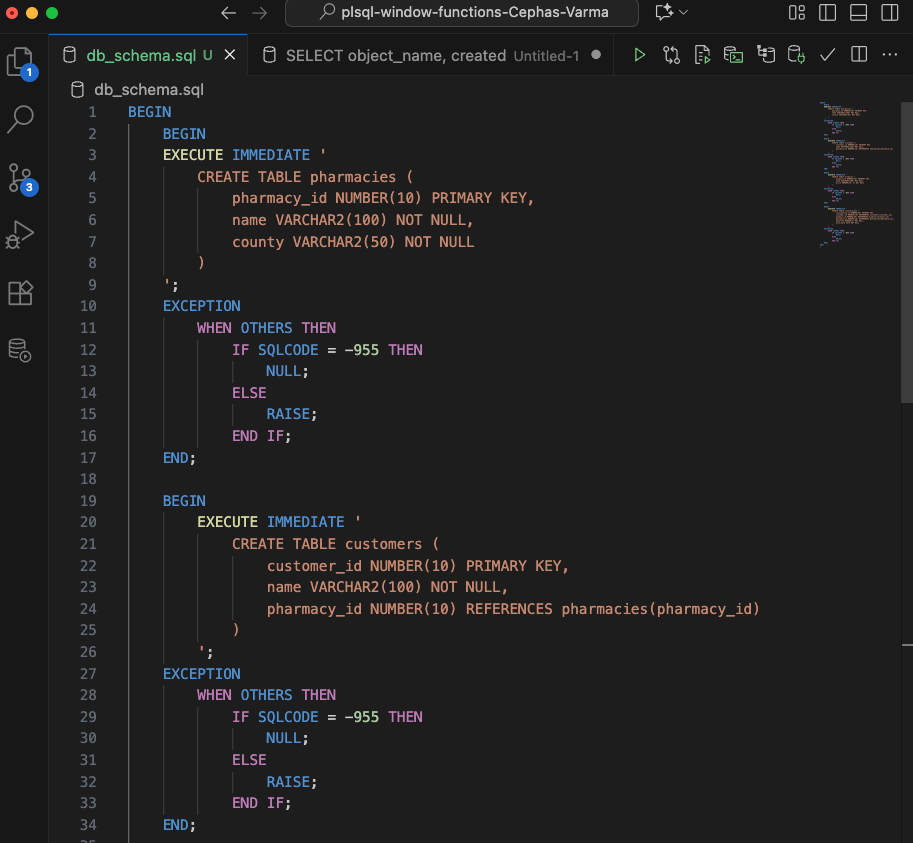 plsql-window-functions-Cephas-Varma
db_schema.sql U
SELECT object_name, created Untitled-1
1
3
db_schema.sql
1 BEGIN
2 BEGIN
3 EXECUTE IMMEDIATE '
4 CREATE TABLE pharmacies (
5 pharmacy_id NUMBER(10) PRIMARY KEY,
6 name VARCHAR2(100) NOT NULL,
7 county VARCHAR2(50) NOT NULL
8 )
9 ';
10 EXCEPTION
11 WHEN OTHERS THEN
12 IF SQLCODE = -955 THEN
13 NULL;
14 ELSE
15 RAISE;
16 END IF;
17 END;
18
19 BEGIN
20 EXECUTE IMMEDIATE '
21 CREATE TABLE customers (
22 customer_id NUMBER(10) PRIMARY KEY,
23 name VARCHAR2(100) NOT NULL,
24 pharmacy_id NUMBER(10) REFERENCES pharmacies(pharmacy_id)
25 )
26 ';
27 EXCEPTION
28 WHEN OTHERS THEN
29 IF SQLCODE = -955 THEN
30 NULL;
31 ELSE
32 RAISE;
33 END IF;
34 END;